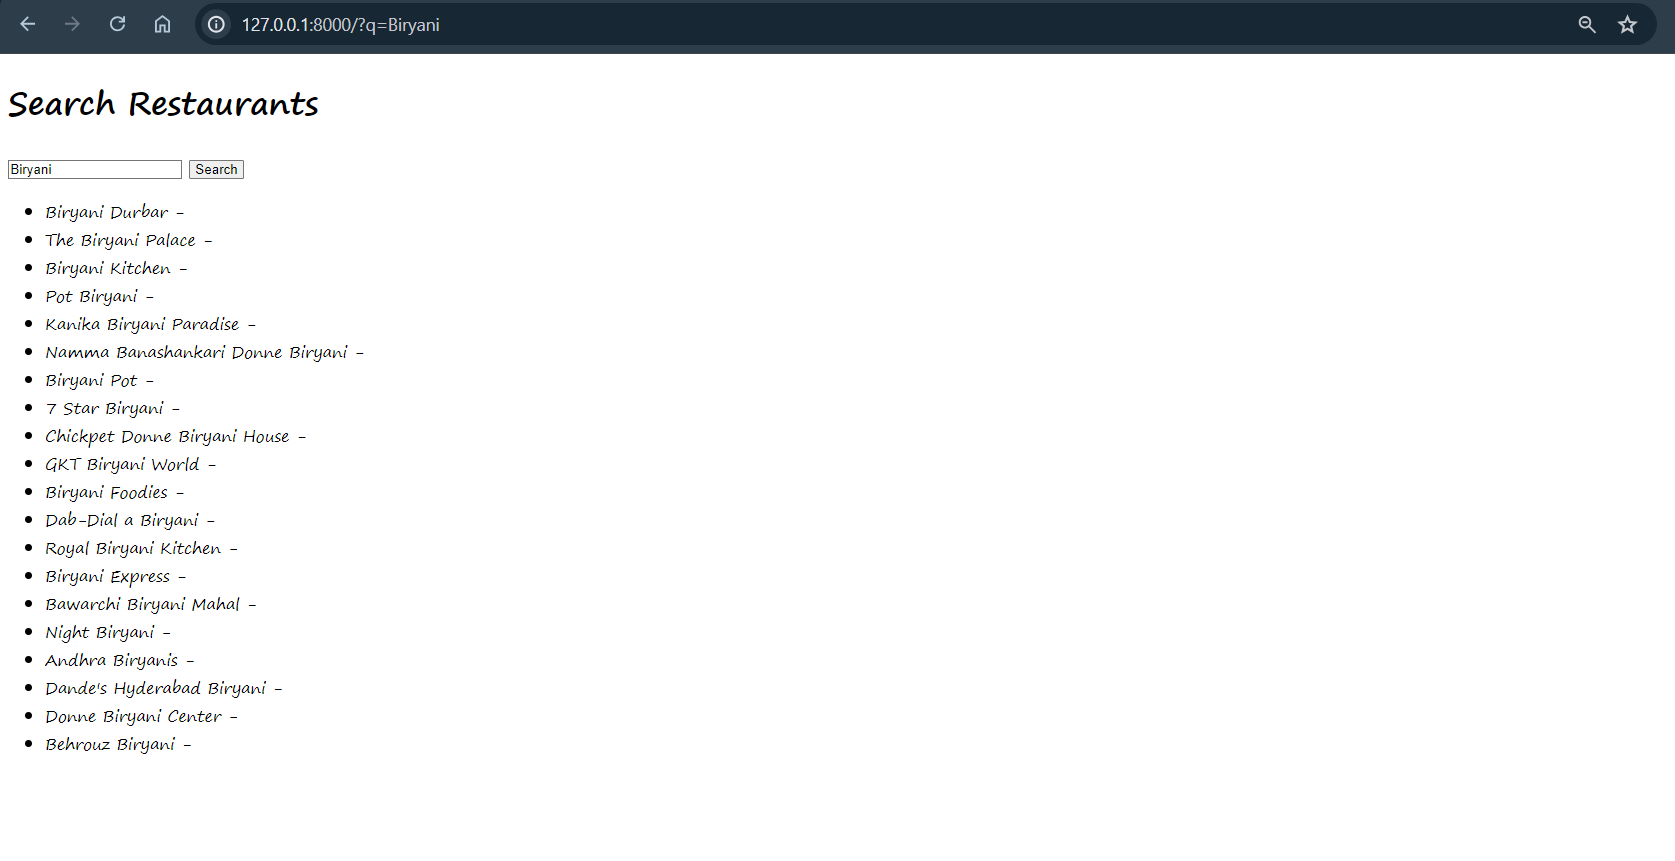 127.0.0.1:8000/?q=Biryani
Search Restaurants
Biryani Search
Biryani Durbar -
The Biryani Palace -
Biryani Kitchen -
Pot Biryani -
Kanika Biryani Paradise -
Namma Banashankari Donne Biryani -
Biryani Pot -
7 Star Biryani -
Chickpet Donne Biryani House -
GKT Biryani World -
Biryani Foodies -
Dab-Dial a Biryani -
Royal Biryani Kitchen -
Biryani Express -
Bawarchi Biryani Mahal -
Night Biryani -
Andhra Biryanis -
Dande's Hyderabad Biryani -
Donne Biryani Center -
Behrouz Biryani -